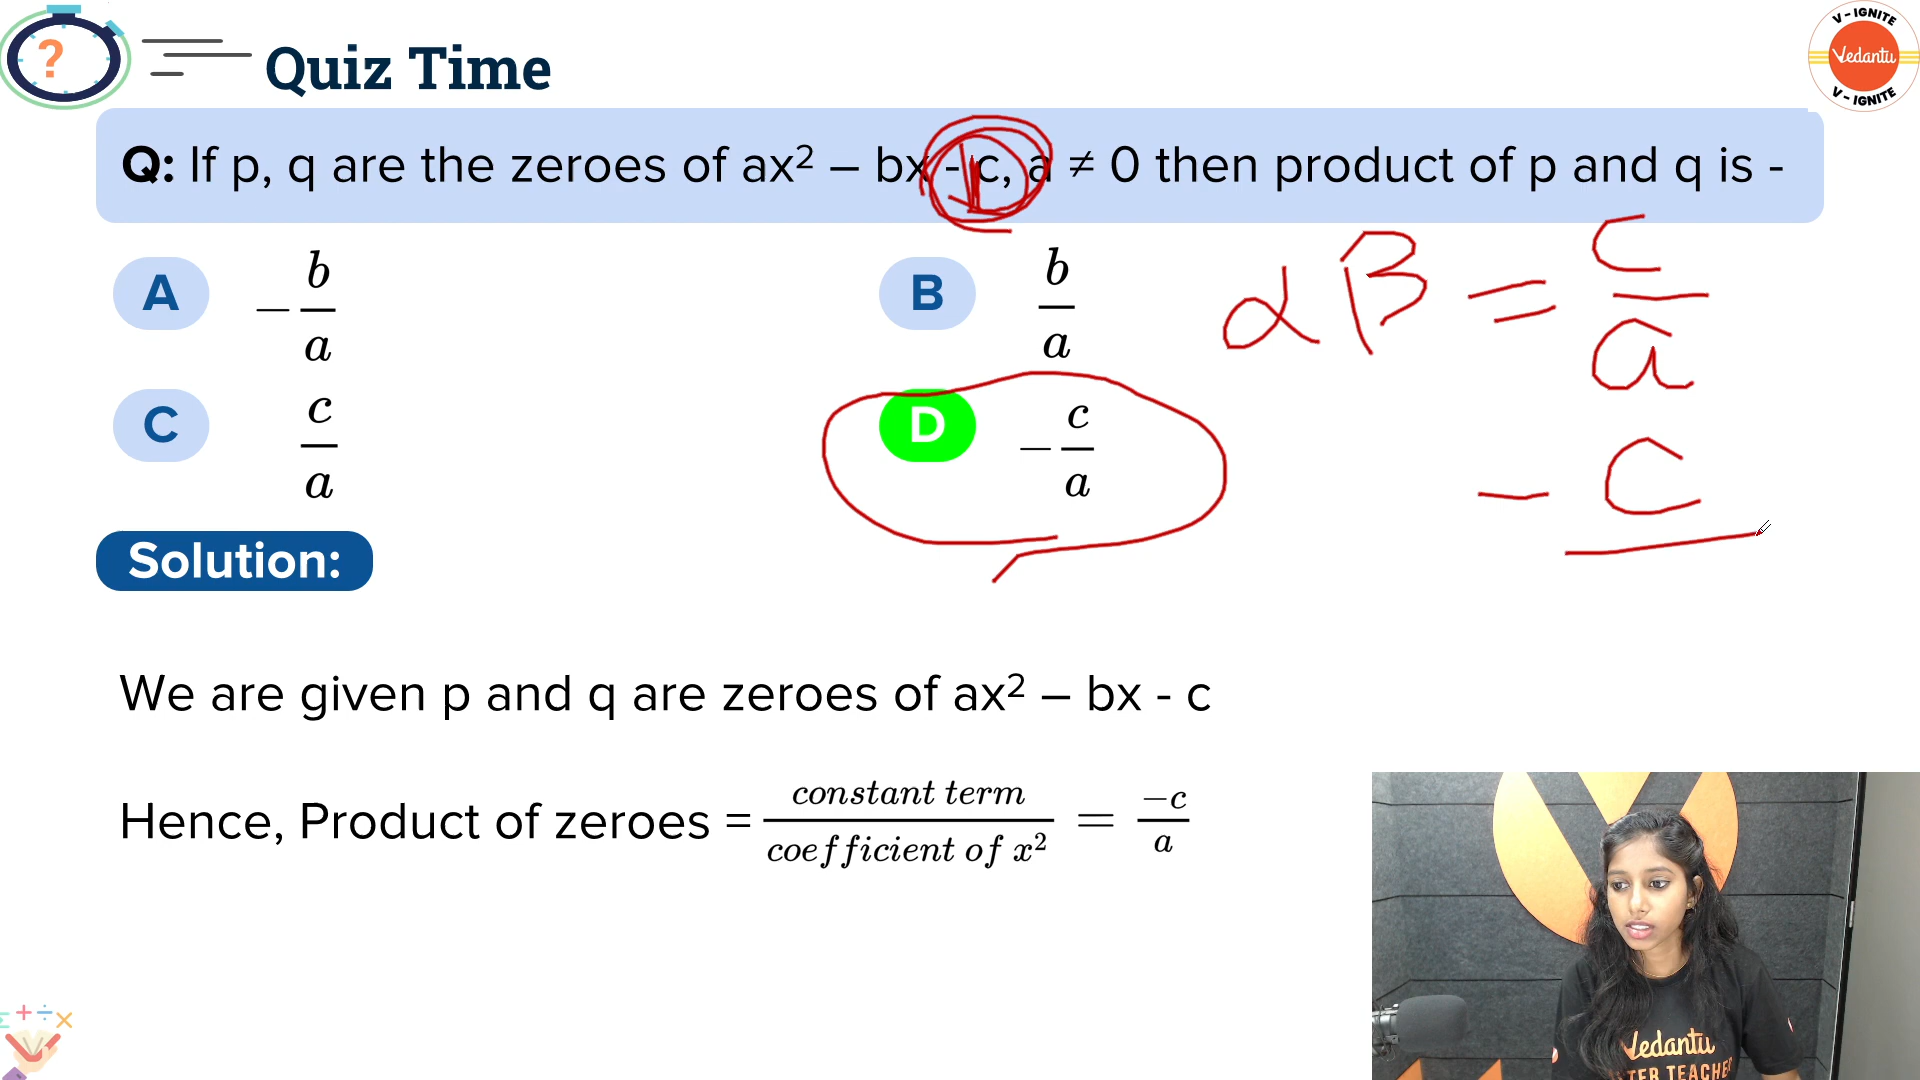 ?
Quiz Time
V - IGNITE
Vedantu
V - IGNITE
Q: If p, q are the zeroes of ax² – bx - c, a ≠ 0 then product of p and q is -
A −b/a
B b/a
αβ = c/a
C c/a
D −c/a
− c
Solution:
We are given p and q are zeroes of ax² – bx - c
Hence, Product of zeroes = constant term / coefficient of x² = −c/a
Vedantu
TER TEACHE